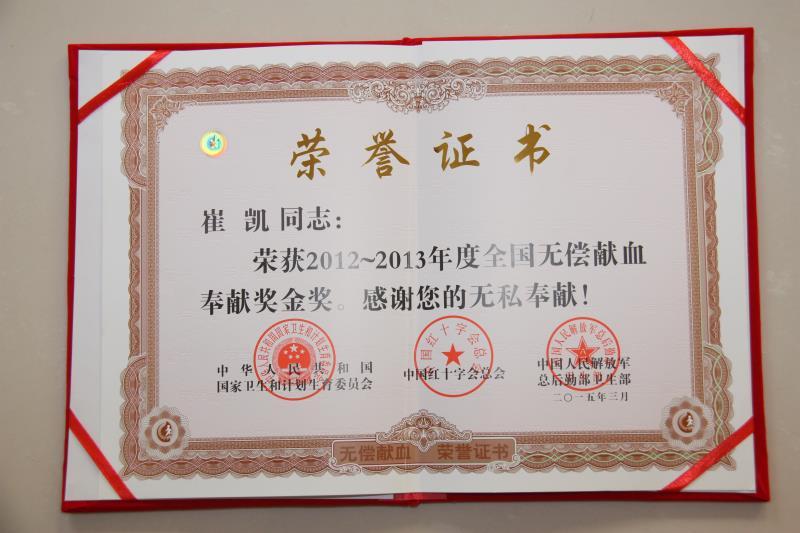 荣誉证书
崔 凯 同志：
荣获2012~2013年度全国无偿献血
奉献奖金奖。感谢您的无私奉献！
中华人民共和国
国家卫生和计划生育委员会
中国红十字会总会
中国人民解放军
总后勤部卫生部
二〇一五年三月
无偿献血 荣誉证书